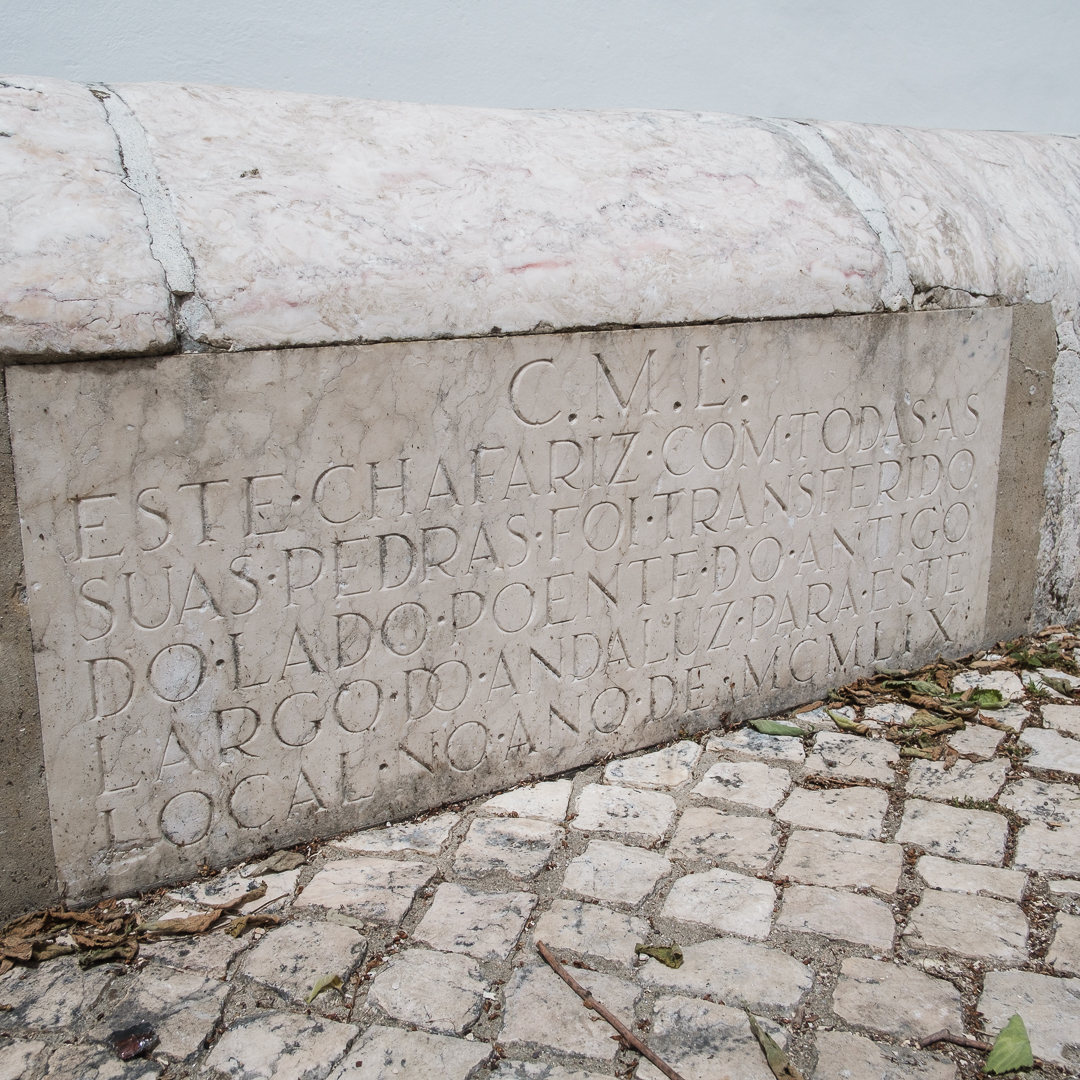 C.M.L.
ESTE·CHAFARIZ·COM·TODAS·AS
SUAS·PEDRAS·FOI·TRANSFERIDO
DO·LADO·POENTE·DO·ANTIGO
LARGO·DO·ANDALUZ·PARA·ESTE
LOCAL·NO·ANO·DE·MCMLIX